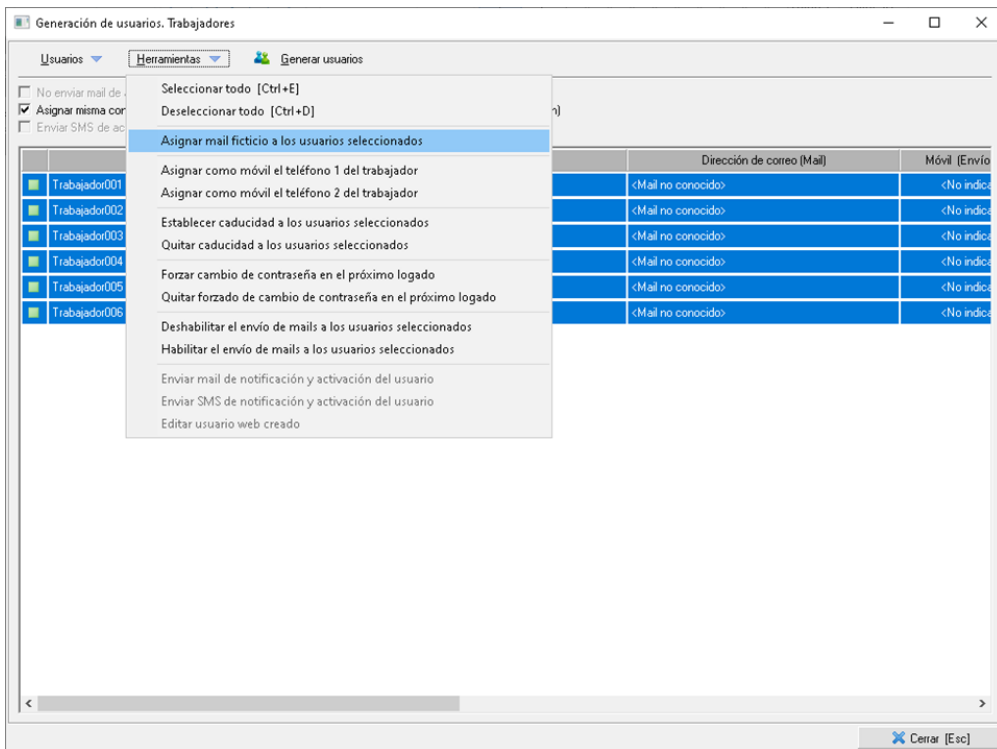 Generación de usuarios. Trabajadores
Usuarios Herramientas Generar usuarios
No enviar mail de
Asignar misma con n)
Enviar SMS de ac
Seleccionar todo [Ctrl+E]
Deseleccionar todo [Ctrl+D]
Asignar mail ficticio a los usuarios seleccionados
Asignar como móvil el teléfono 1 del trabajador
Asignar como móvil el teléfono 2 del trabajador
Establecer caducidad a los usuarios seleccionados
Quitar caducidad a los usuarios seleccionados
Forzar cambio de contraseña en el próximo logado
Quitar forzado de cambio de contraseña en el próximo logado
Deshabilitar el envío de mails a los usuarios seleccionados
Habilitar el envío de mails a los usuarios seleccionados
Enviar mail de notificación y activación del usuario
Enviar SMS de notificación y activación del usuario
Editar usuario web creado
Dirección de correo (Mail) Móvil (Envío
Trabajador001 <Mail no conocido> <No indica
Trabajador002 <Mail no conocido> <No indica
Trabajador003 <Mail no conocido> <No indica
Trabajador004 <Mail no conocido> <No indica
Trabajador005 <Mail no conocido> <No indica
Trabajador006 <Mail no conocido> <No indica
Cerrar [Esc]